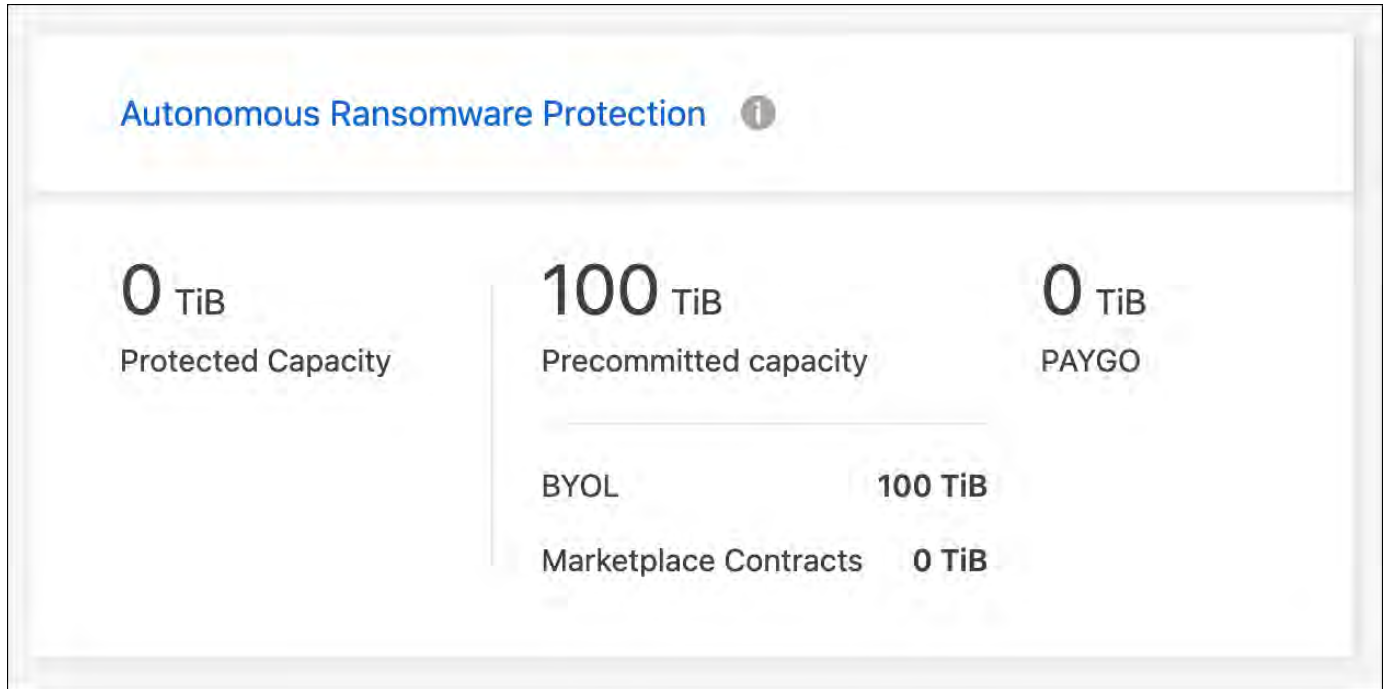 Autonomous Ransomware Protection i
0 TiB
Protected Capacity
100 TiB
Precommitted capacity
BYOL 100 TiB
Marketplace Contracts 0 TiB
0 TiB
PAYGO